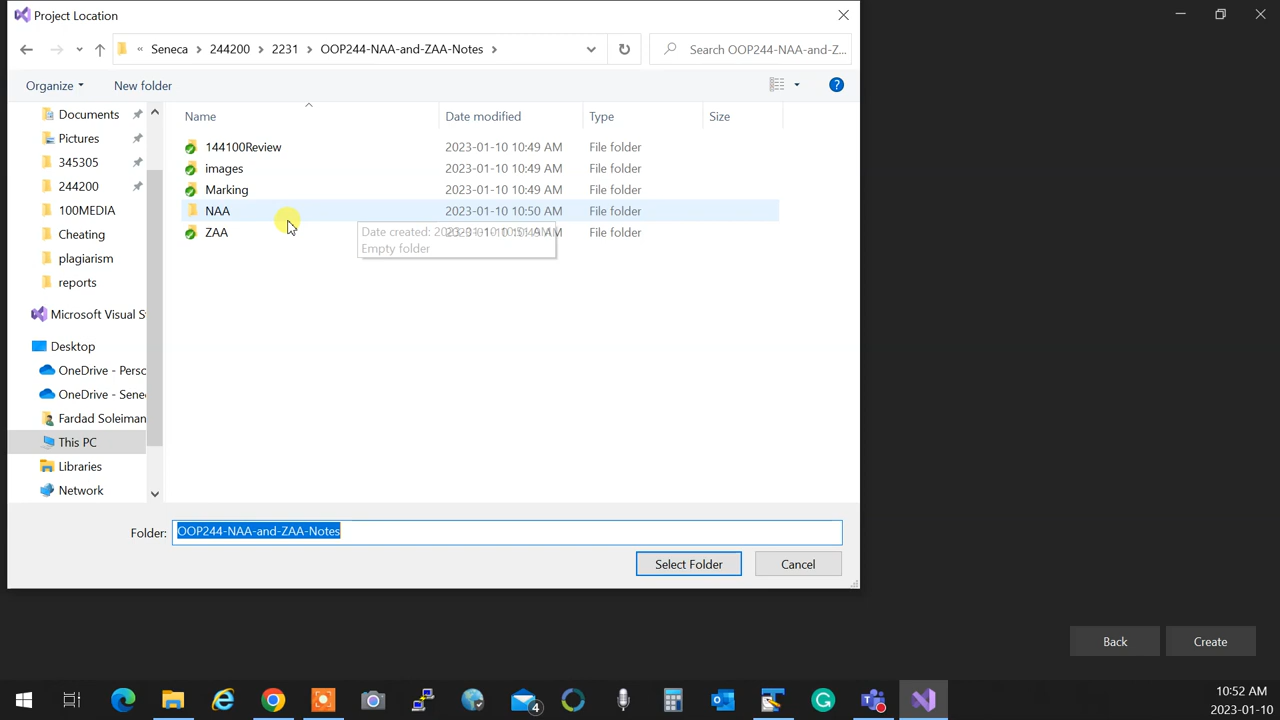 Project Location
« Seneca > 244200 > 2231 > OOP244-NAA-and-ZAA-Notes >
Search OOP244-NAA-and-Z...
Organize
New folder
Name
Date modified
Type
Size
Documents
Pictures
345305
244200
100MEDIA
Cheating
plagiarism
reports
Microsoft Visual S
Desktop
OneDrive - Perso
OneDrive - Sene
Fardad Soleiman
This PC
Libraries
Network
144100Review 2023-01-10 10:49 AM File folder
images 2023-01-10 10:49 AM File folder
Marking 2023-01-10 10:49 AM File folder
NAA 2023-01-10 10:50 AM File folder
ZAA File folder
Date created:
Empty folder
Folder: OOP244-NAA-and-ZAA-Notes
Select Folder
Cancel
Back
Create
4
10:52 AM
2023-01-10